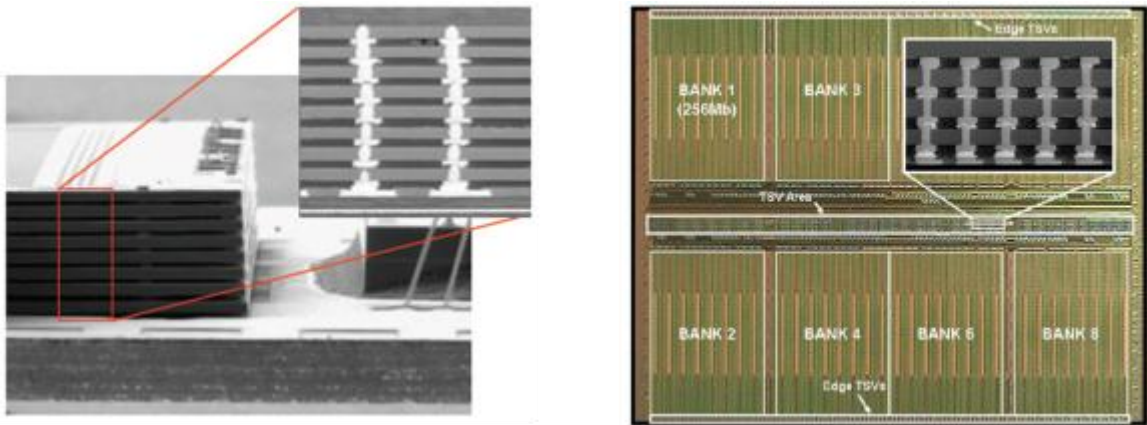 Edge TSVs
BANK 1
(256Mb)
BANK 3
TSV Area
BANK 2
BANK 4
BANK 6
BANK 8
Edge TSVs